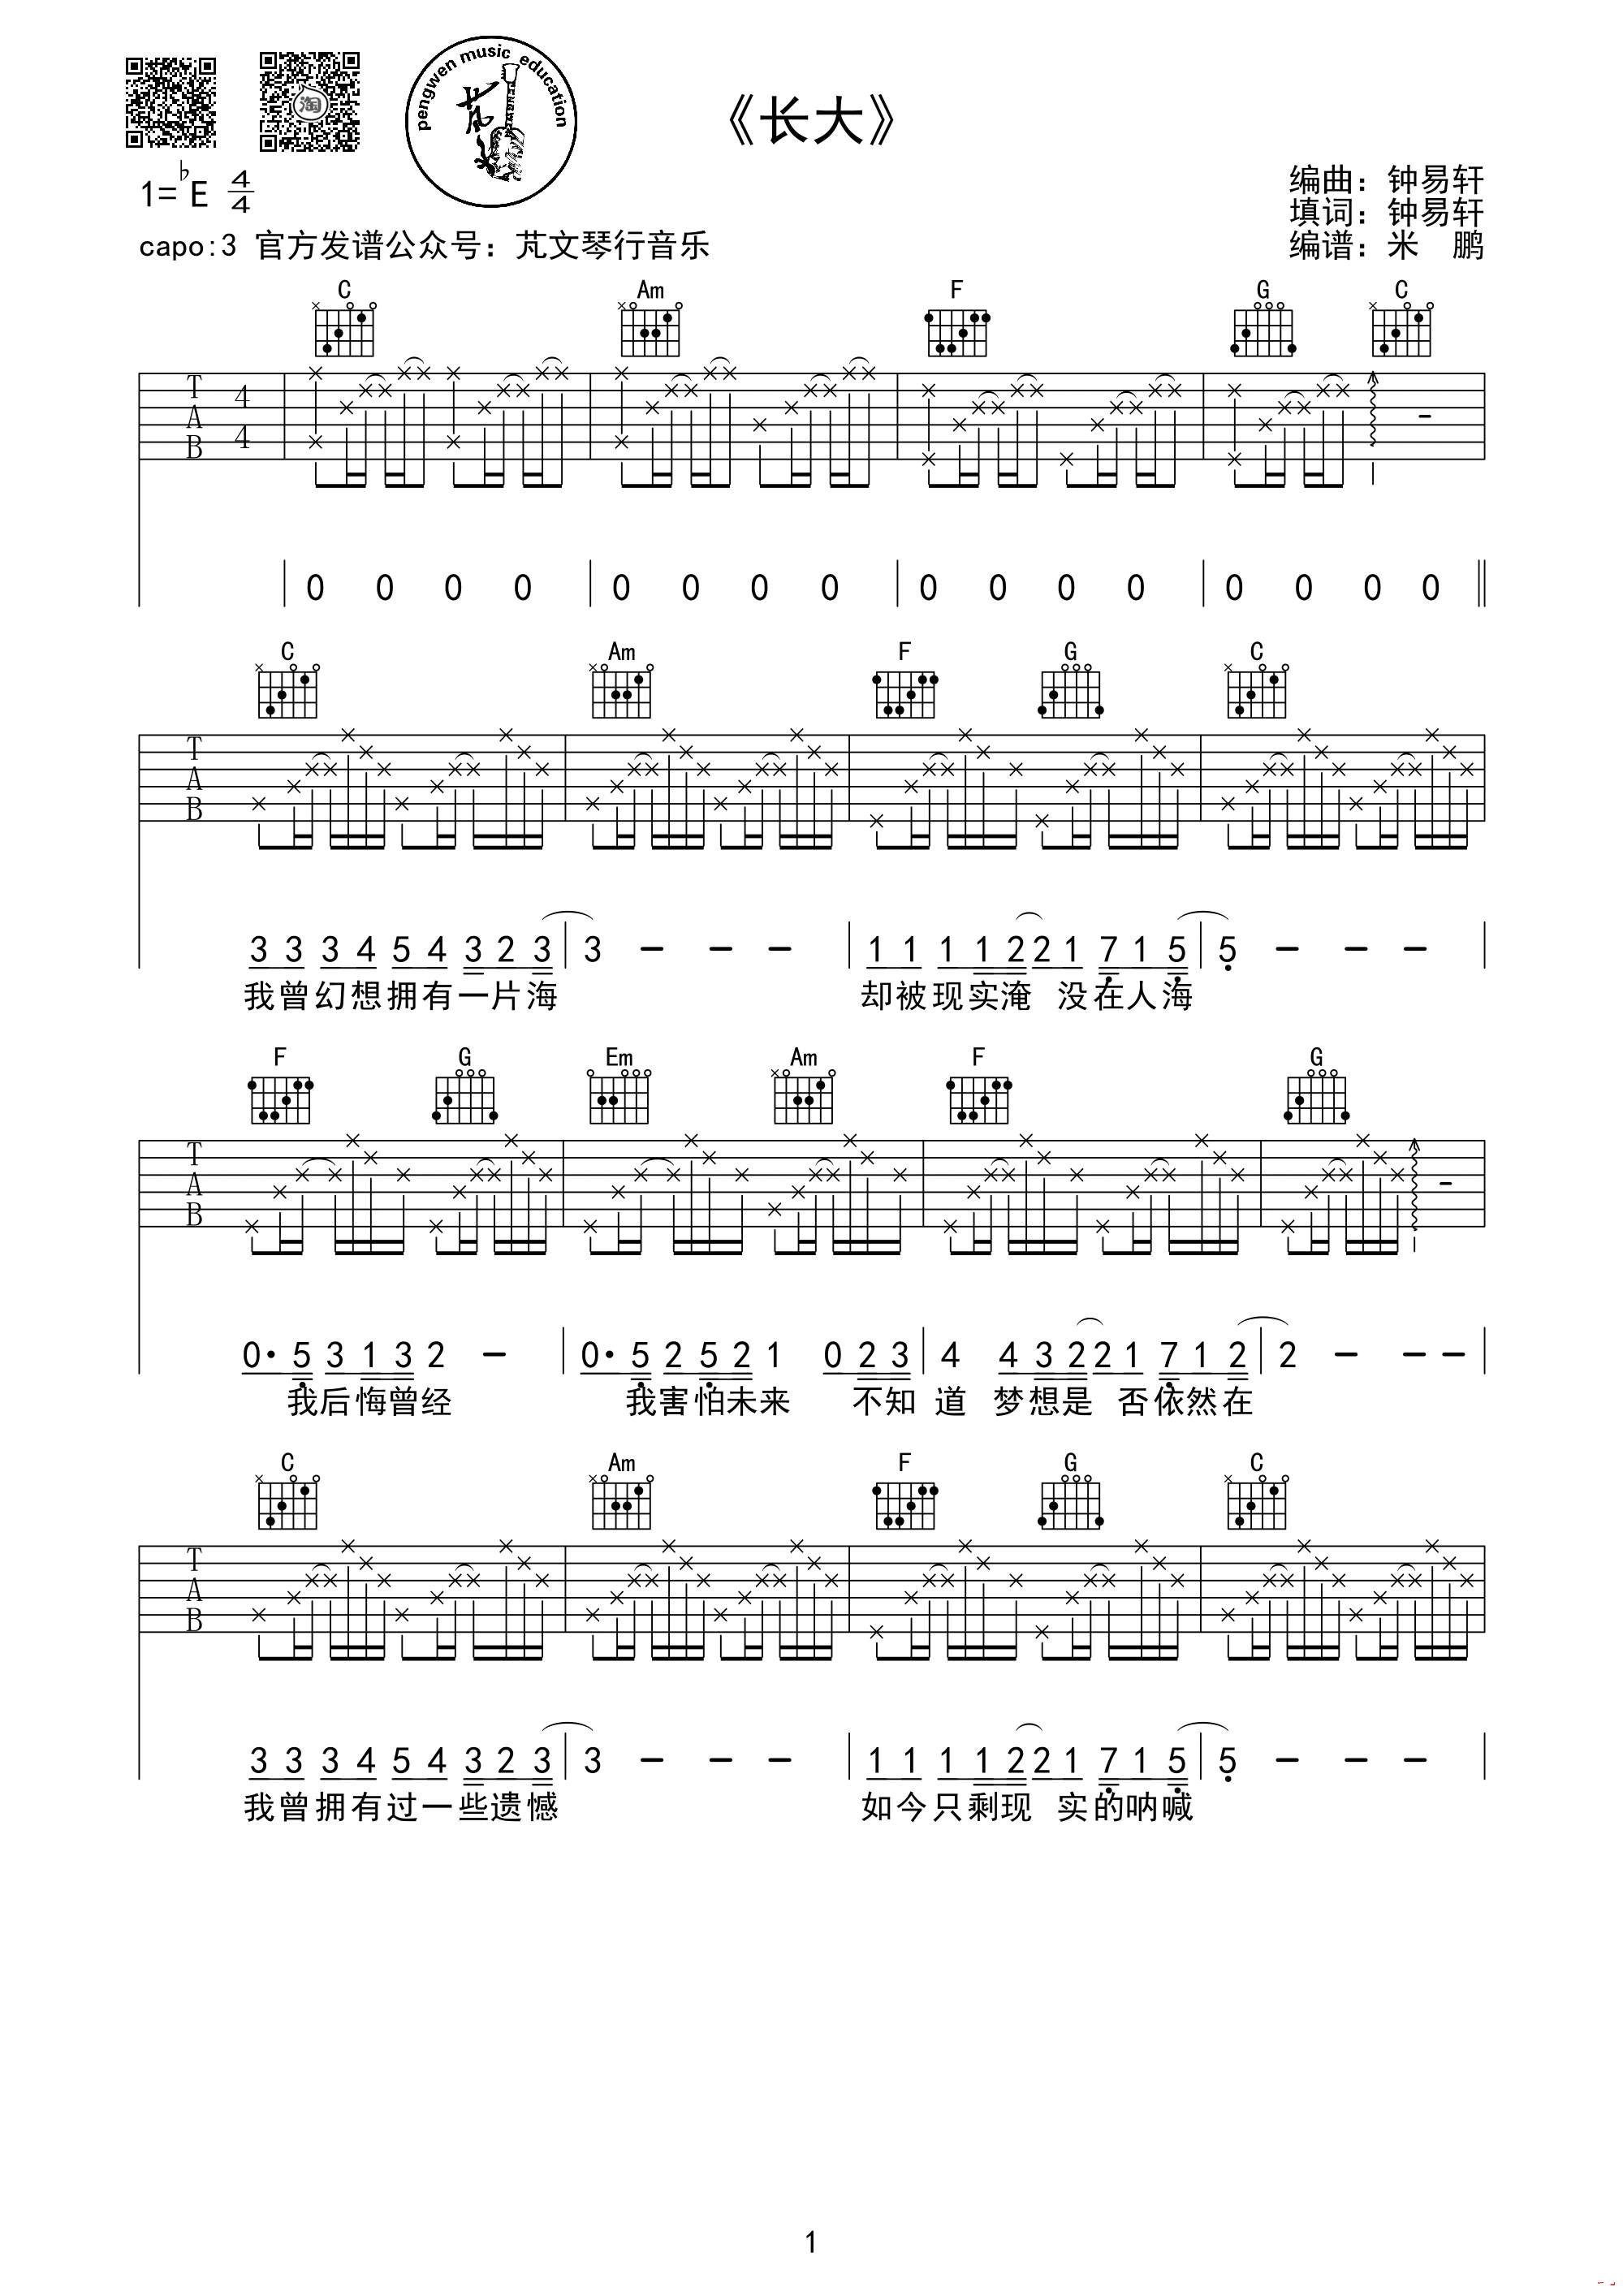 pengwen music education
淘
《长大》
1=♭E 4/4
编曲：钟易轩
填词：钟易轩
capo:3 官方发谱公众号：芃文琴行音乐
编谱：米 鹏
C Am F G C
T A B 4/4
0 0 0 0 | 0 0 0 0 | 0 0 0 0 | 0 0 0 0
C Am F G C
T A B
3 3 3 4 5 4 3 2 3 | 3 - - - | 1 1 1 1 2 2 1 7 1 5 | 5 - - -
我曾幻想拥有一片海 却被现实淹 没在人海
F G Em Am F G
T A B
0· 5 3 1 3 2 - | 0· 5 2 5 2 1 0 2 3 | 4 4 3 2 2 1 7 1 2 | 2 - - -
我后悔曾经 我害怕未来 不知 道 梦想是 否依然在
C Am F G C
T A B
3 3 3 4 5 4 3 2 3 | 3 - - - | 1 1 1 1 2 2 1 7 1 5 | 5 - - -
我曾拥有过一些遗憾 如今只剩现 实的呐喊
1